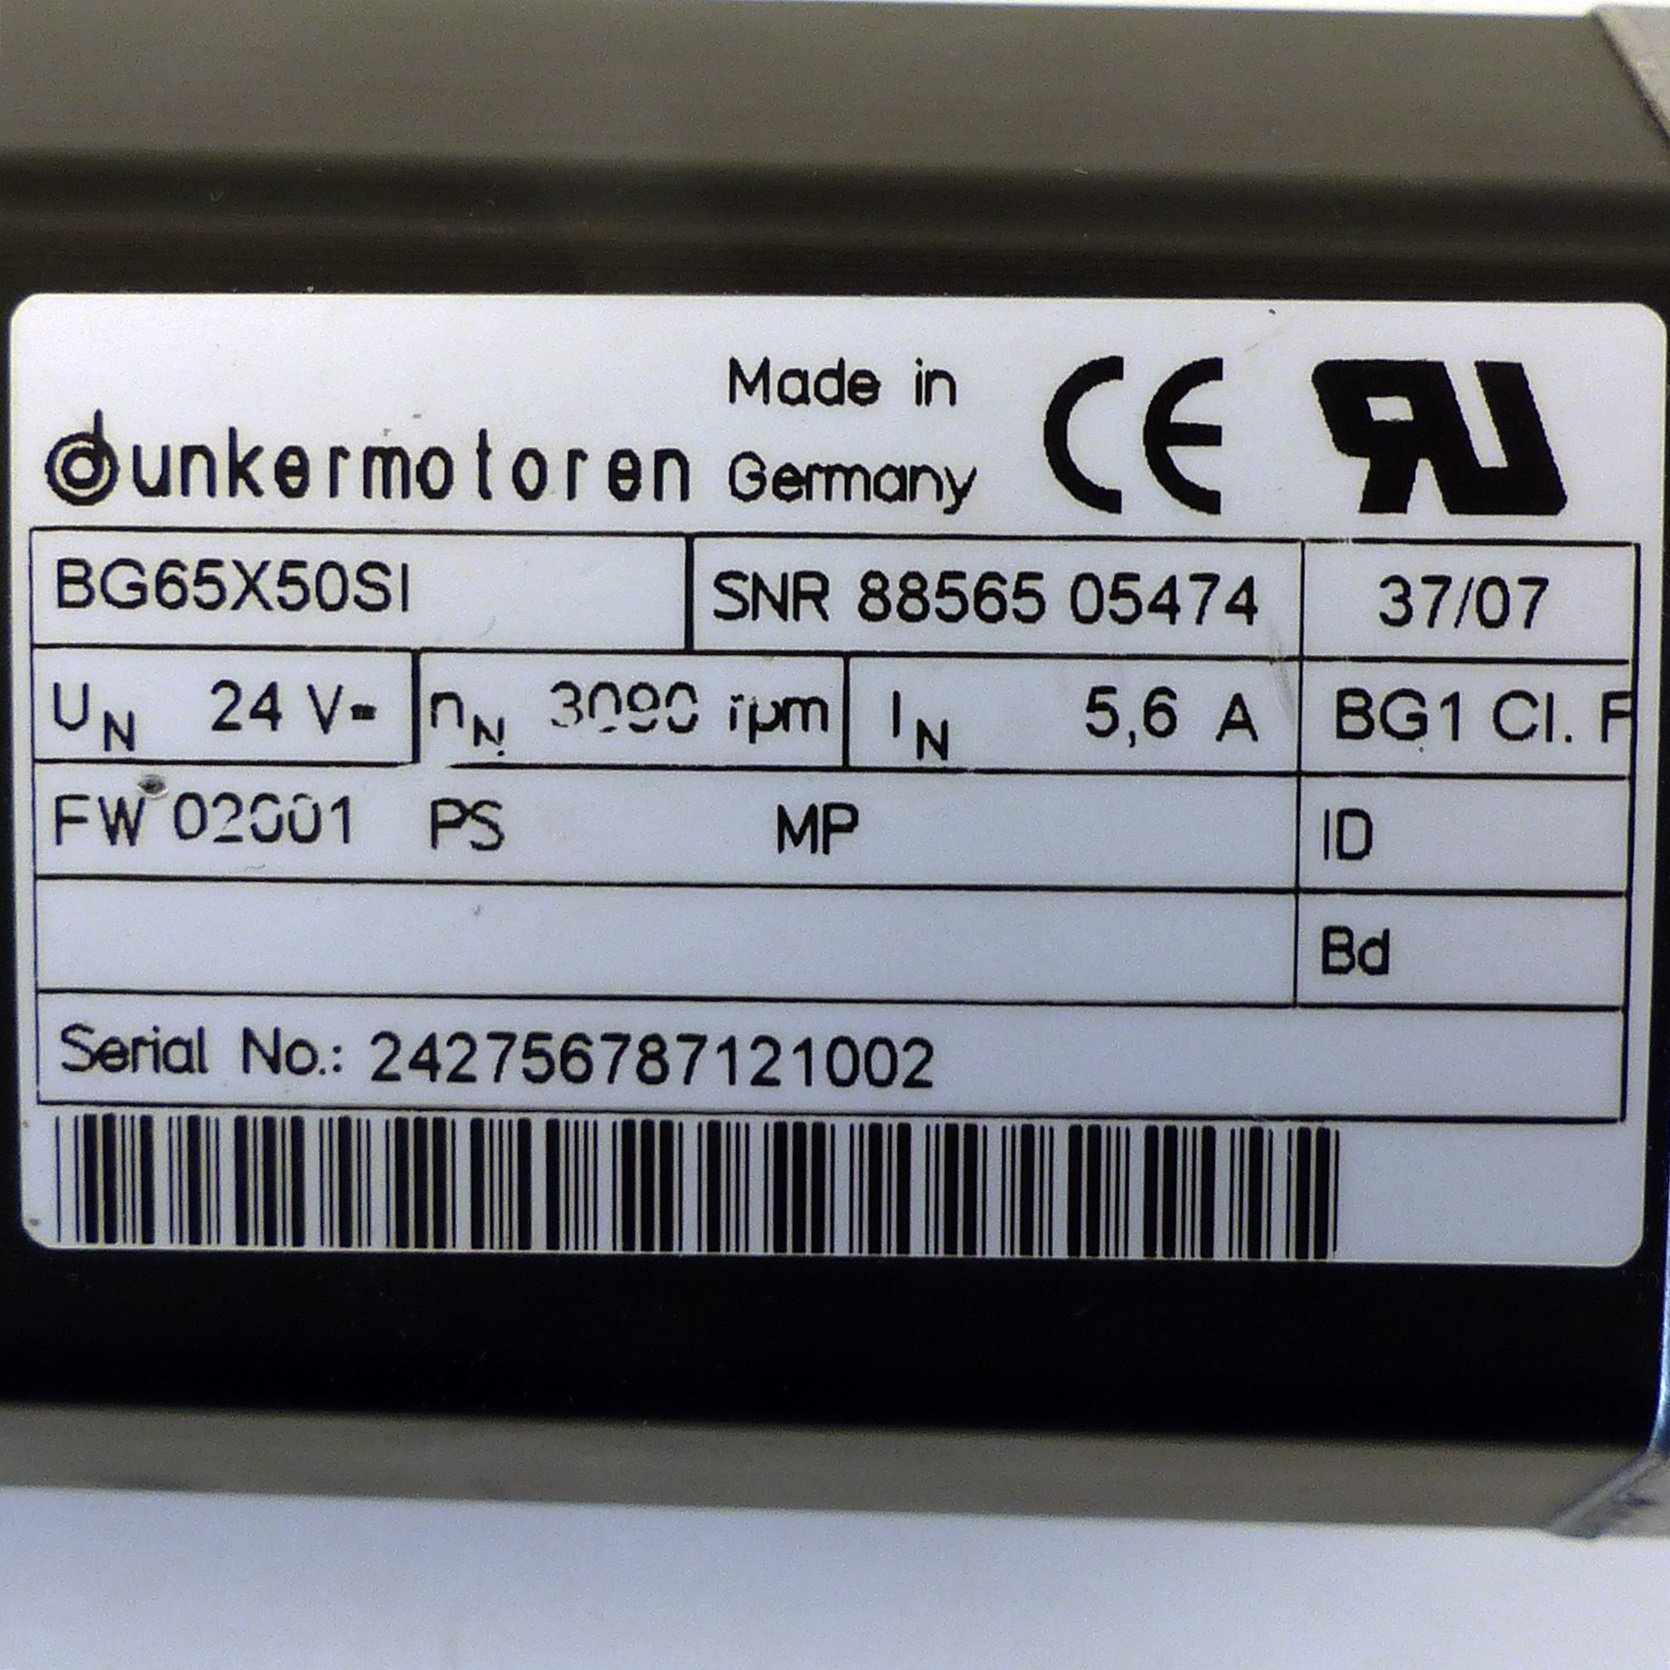 dunkermotoren Made in Germany CE
BG65X50SI SNR 88565 05474 37/07
UN 24 V= nN 3090 rpm IN 5,6 A BG1 Cl. F
FW 02001 PS MP ID
Bd
Serial No.: 242756787121002